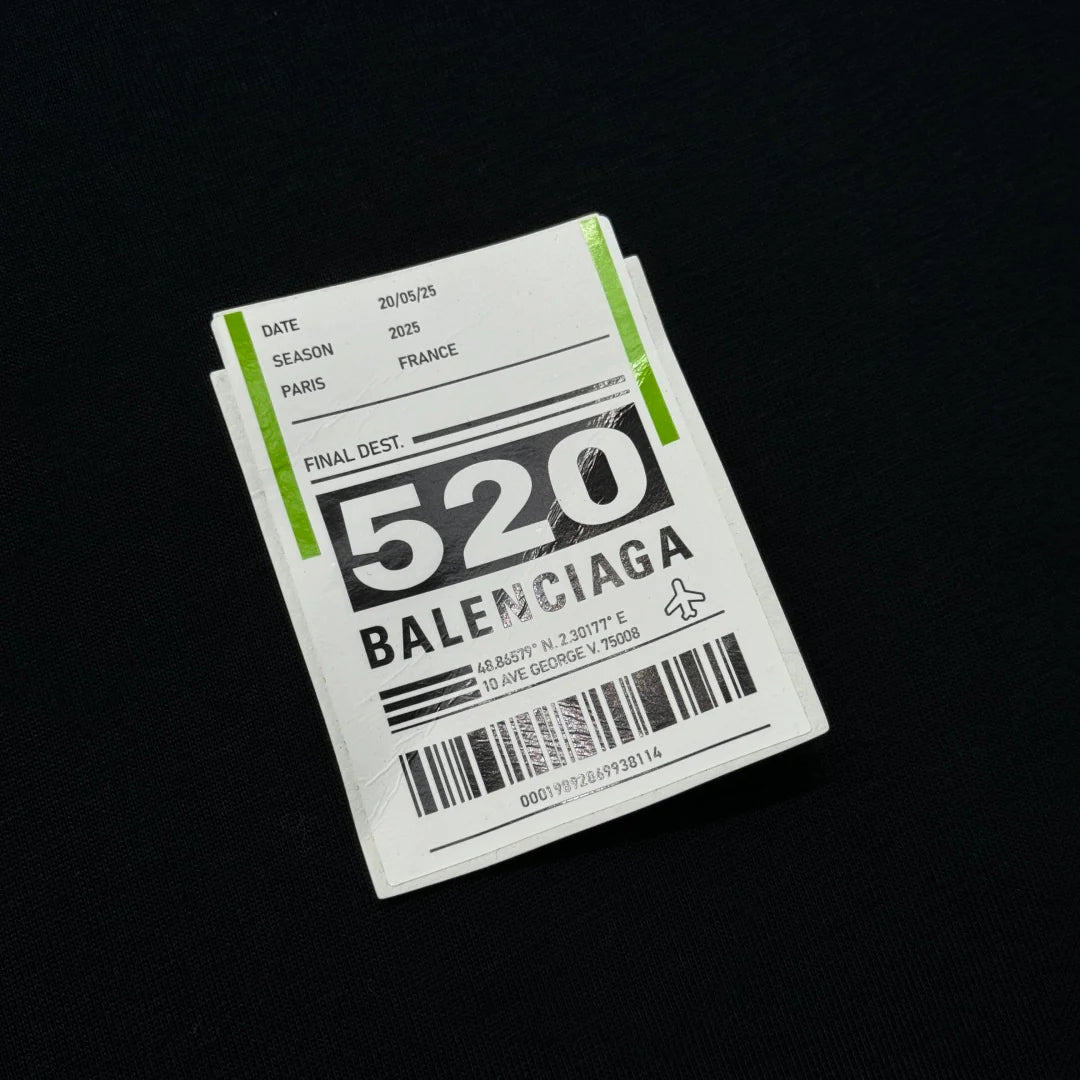 DATE 20/05/25
SEASON 2025
PARIS FRANCE
FINAL DEST.
520
BALENCIAGA
48.86579° N. 2.30177° E
10 AVE GEORGE V. 75008
00019892869938114